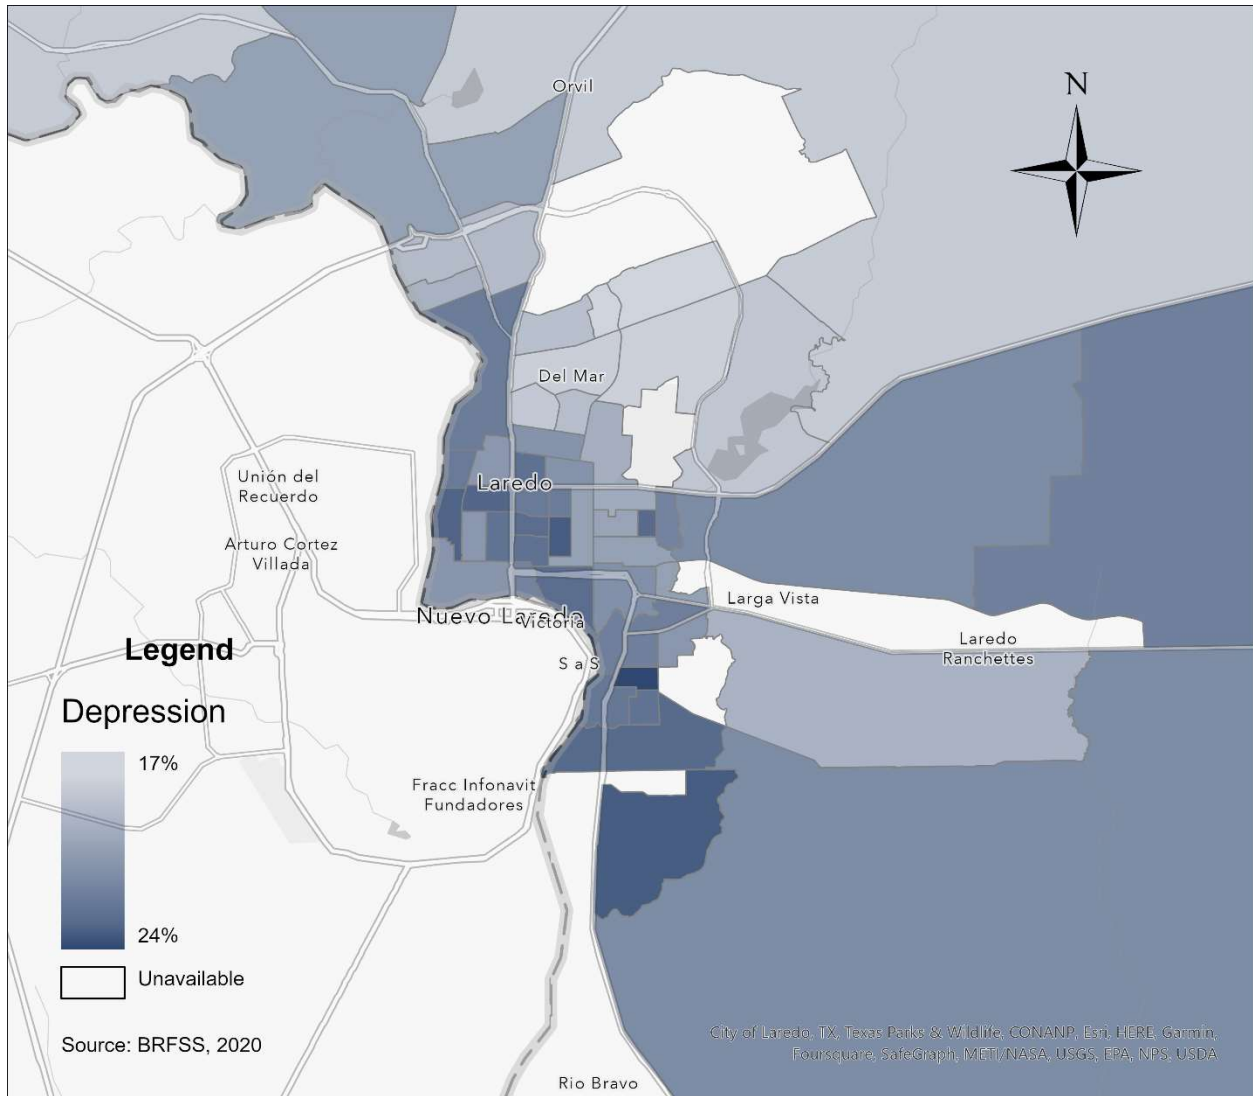 Orvil
N
Del Mar
Laredo
Unión del
Recuerdo
Arturo Cortez
Villada
Nuevo Laredo
Victoria
Larga Vista
Laredo
Ranchettes
S a S
Legend
Depression
17%
24%
Unavailable
Source: BRFSS, 2020
Fracc Infonavit
Fundadores
Rio Bravo
City of Laredo, TX, Texas Parks & Wildlife, CONANP, Esri, HERE, Garmin,
Foursquare, SafeGraph, METI/NASA, USGS, EPA, NPS, USDA